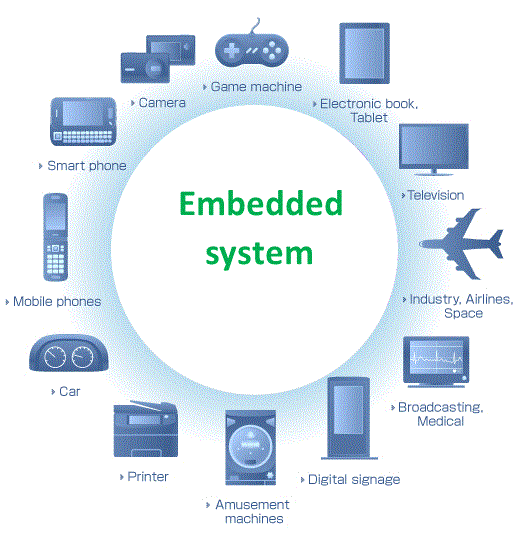 Game machine
Camera
Electronic book,
Tablet
Smart phone
Television
Embedded
system
Mobile phones
Industry, Airlines,
Space
Car
Broadcasting,
Medical
Printer
Digital signage
Amusement
machines